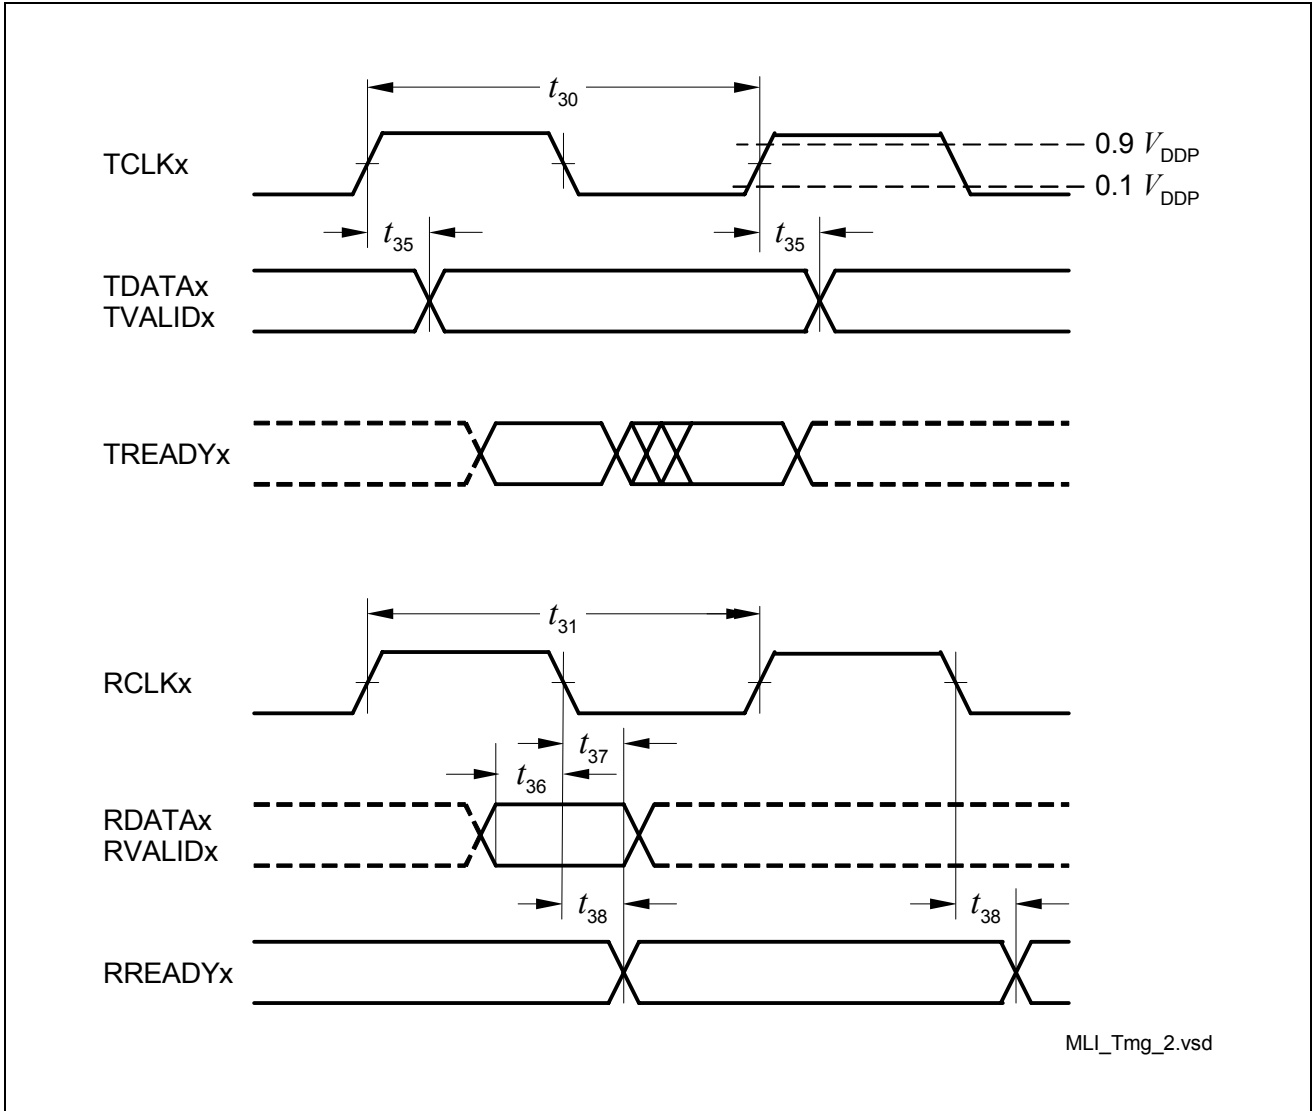 t30
TCLKx
0.9 VDDP
0.1 VDDP
t35
t35
TDATAx
TVALIDx
TREADYx
t31
RCLKx
t37
t36
RDATAx
RVALIDx
t38
t38
RREADYx
MLI_Tmg_2.vsd